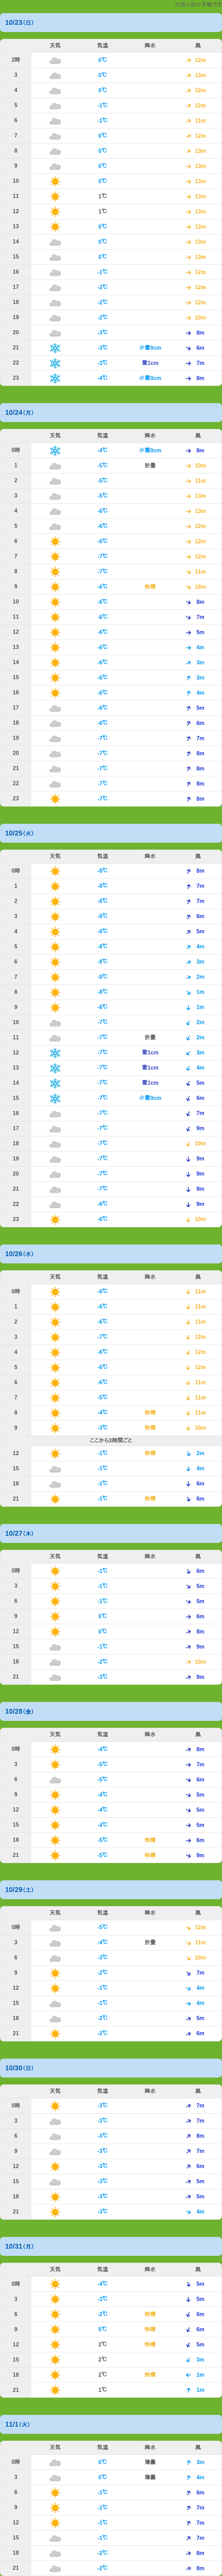 10/23(日)
天気 気温 降水 風
2時 0℃ 12m
3 0℃ 13m
4 0℃ 12m
5 -1℃ 12m
6 -1℃ 11m
7 0℃ 12m
8 0℃ 13m
9 0℃ 13m
10 0℃ 13m
11 1℃ 13m
12 1℃ 13m
13 0℃ 13m
14 0℃ 13m
15 0℃ 13m
16 -1℃ 12m
17 -2℃ 12m
18 -2℃ 12m
19 -2℃ 10m
20 -3℃ 8m
21 -3℃ 小雪0cm 6m
22 -3℃ 雪1cm 7m
23 -4℃ 小雪0cm 8m
10/24(月)
天気 気温 降水 風
0時 -4℃ 小雪0cm 8m
1 -5℃ 折曇 10m
2 -5℃ 11m
3 -5℃ 13m
4 -6℃ 13m
5 -6℃ 12m
6 -6℃ 12m
7 -7℃ 12m
8 -7℃ 11m
9 -6℃ 快晴 10m
10 -6℃ 8m
11 -6℃ 7m
12 -6℃ 5m
13 -6℃ 4m
14 -6℃ 3m
15 -6℃ 3m
16 -6℃ 4m
17 -6℃ 5m
18 -6℃ 6m
19 -7℃ 7m
20 -7℃ 8m
21 -7℃ 8m
22 -7℃ 8m
23 -7℃ 8m
10/25(火)
天気 気温 降水 風
0時 -8℃ 8m
1 -8℃ 7m
2 -8℃ 7m
3 -8℃ 6m
4 -8℃ 5m
5 -8℃ 4m
6 -8℃ 3m
7 -8℃ 2m
8 -8℃ 1m
9 -8℃ 1m
10 -7℃ 2m
11 -7℃ 折曇 2m
12 -7℃ 雪1cm 3m
13 -7℃ 雪1cm 4m
14 -7℃ 雪1cm 5m
15 -7℃ 小雪0cm 6m
16 -7℃ 7m
17 -7℃ 9m
18 -7℃ 10m
19 -7℃ 9m
20 -7℃ 9m
21 -7℃ 9m
22 -6℃ 9m
23 -6℃ 10m
10/26(水)
天気 気温 降水 風
0時 -6℃ 11m
1 -6℃ 11m
2 -6℃ 11m
3 -7℃ 12m
4 -6℃ 12m
5 -6℃ 12m
6 -6℃ 11m
7 -5℃ 11m
8 -4℃ 快晴 11m
9 -3℃ 快晴 10m
ここから3時間ごと
12 -1℃ 快晴 2m
15 -1℃ 4m
18 -1℃ 6m
21 -1℃ 快晴 6m
10/27(木)
天気 気温 降水 風
0時 -1℃ 6m
3 -1℃ 5m
6 -1℃ 5m
9 0℃ 6m
12 0℃ 8m
15 -1℃ 9m
18 -2℃ 10m
21 -3℃ 9m
10/28(金)
天気 気温 降水 風
0時 -4℃ 8m
3 -5℃ 7m
6 -5℃ 6m
9 -4℃ 5m
12 -4℃ 5m
15 -4℃ 5m
18 -5℃ 快晴 6m
21 -5℃ 快晴 9m
10/29(土)
天気 気温 降水 風
0時 -5℃ 12m
3 -4℃ 折曇 11m
6 -3℃ 10m
9 -2℃ 7m
12 -1℃ 4m
15 -1℃ 4m
18 -2℃ 5m
21 -2℃ 6m
10/30(日)
天気 気温 降水 風
0時 -3℃ 7m
3 -3℃ 7m
6 -3℃ 8m
9 -3℃ 7m
12 -3℃ 6m
15 -3℃ 5m
18 -3℃ 5m
21 -3℃ 4m
10/31(月)
天気 気温 降水 風
0時 -4℃ 5m
3 -3℃ 5m
6 -2℃ 快晴 6m
9 0℃ 快晴 6m
12 2℃ 快晴 5m
15 2℃ 3m
18 2℃ 快晴 1m
21 1℃ 1m
11/1(火)
天気 気温 降水 風
0時 0℃ 薄曇 3m
3 0℃ 薄曇 4m
6 -1℃ 6m
9 -1℃ 7m
12 -1℃ 7m
15 -1℃ 7m
18 -2℃ 8m
21 -2℃ 8m